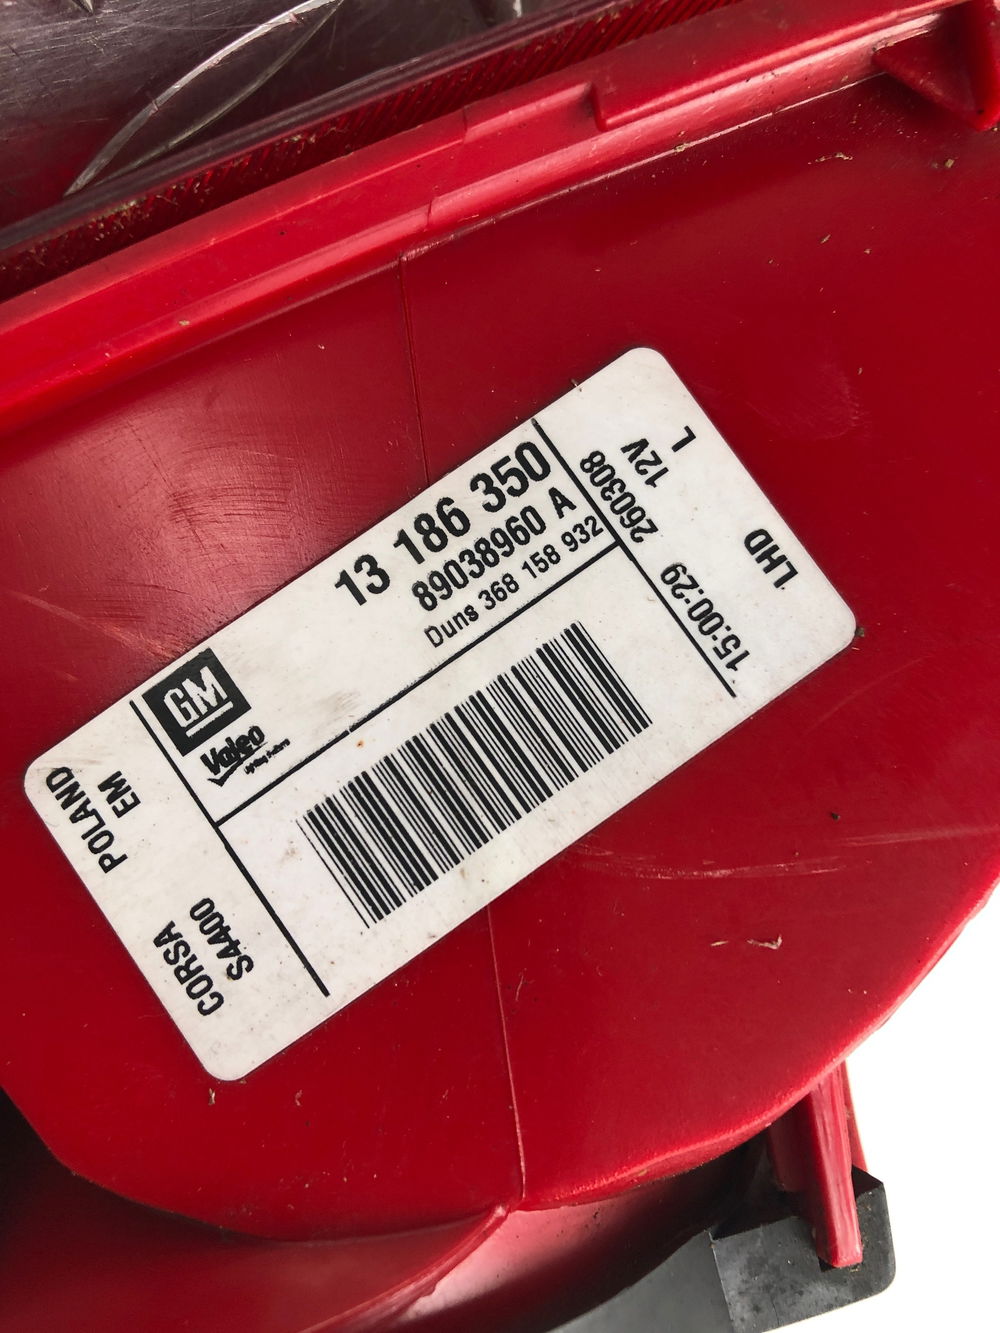 GM
Valeo
13 186 350
89038960 A
Duns 368 158 932
POLAND
EM
CORSA
S4400
260308
15:00:29
12V
L
LHD